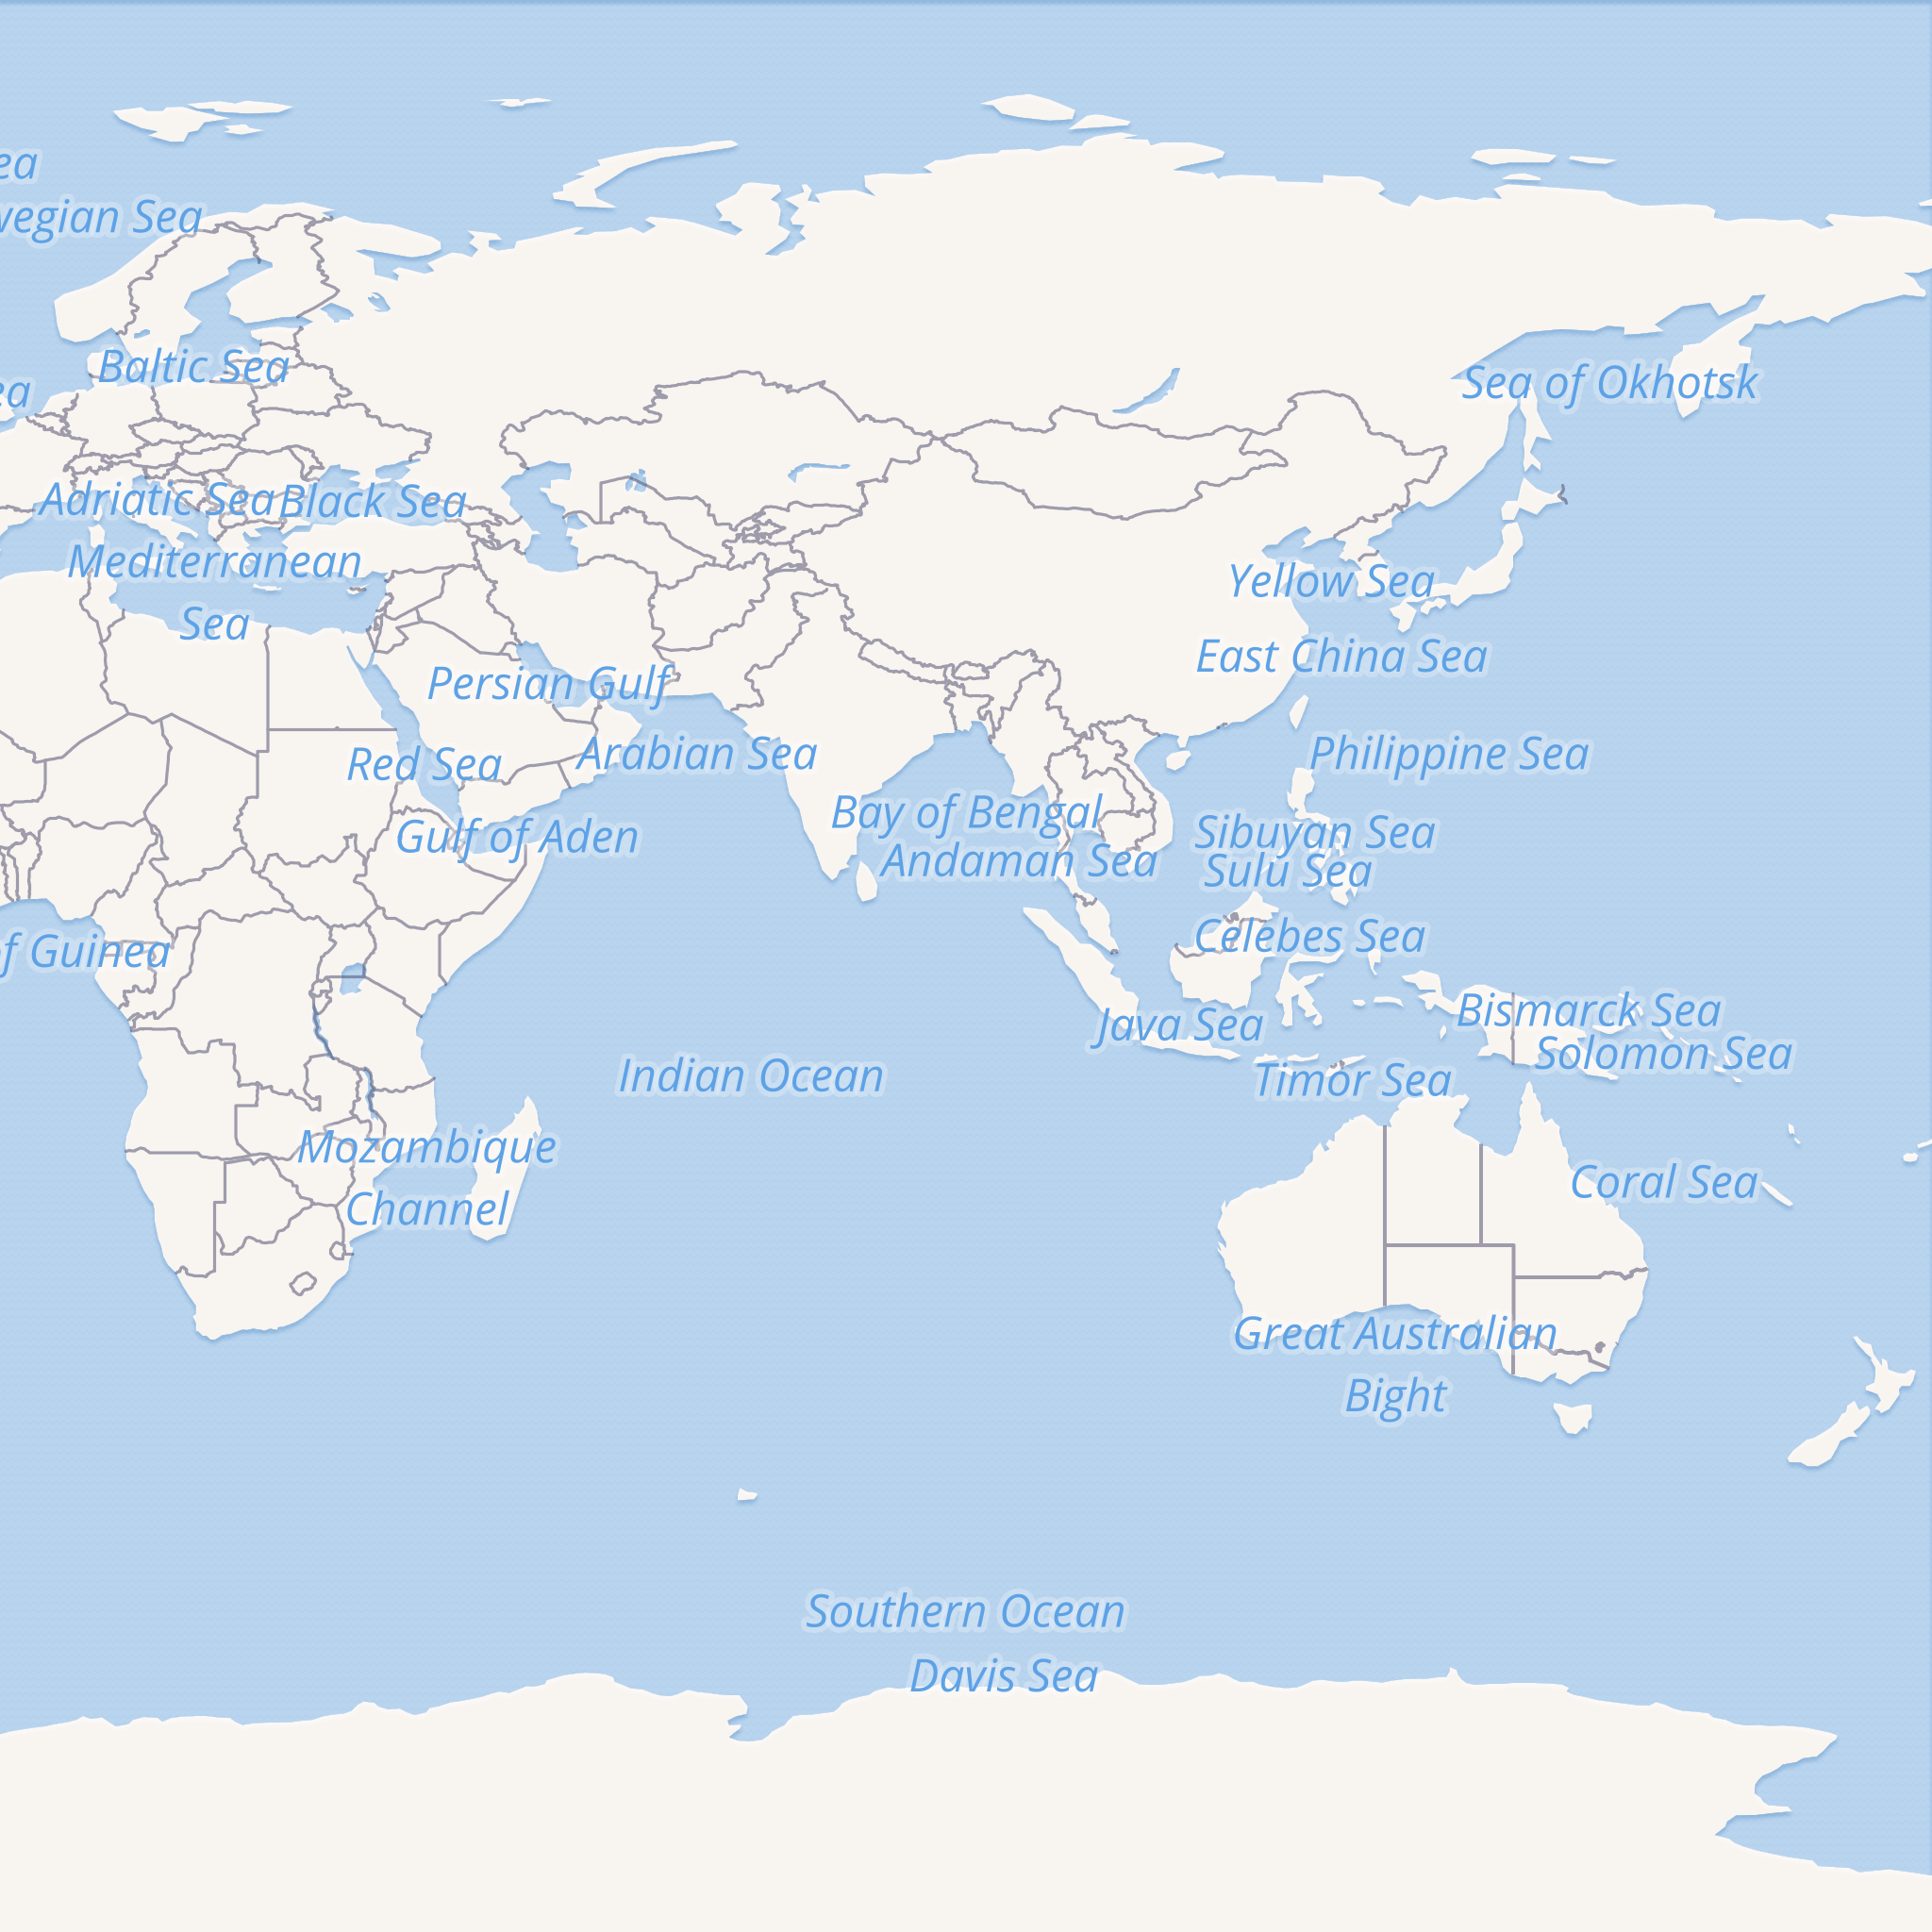 ea
wegian Sea
Baltic Sea
Sea of Okhotsk
ea
Adriatic Sea
Black Sea
Mediterranean
Sea
Yellow Sea
East China Sea
Persian Gulf
Red Sea
Arabian Sea
Philippine Sea
Bay of Bengal
Gulf of Aden
Sibuyan Sea
Andaman Sea
Sulu Sea
f Guinea
Celebes Sea
Bismarck Sea
Java Sea
Solomon Sea
Indian Ocean
Timor Sea
Mozambique
Channel
Coral Sea
Great Australian
Bight
Southern Ocean
Davis Sea